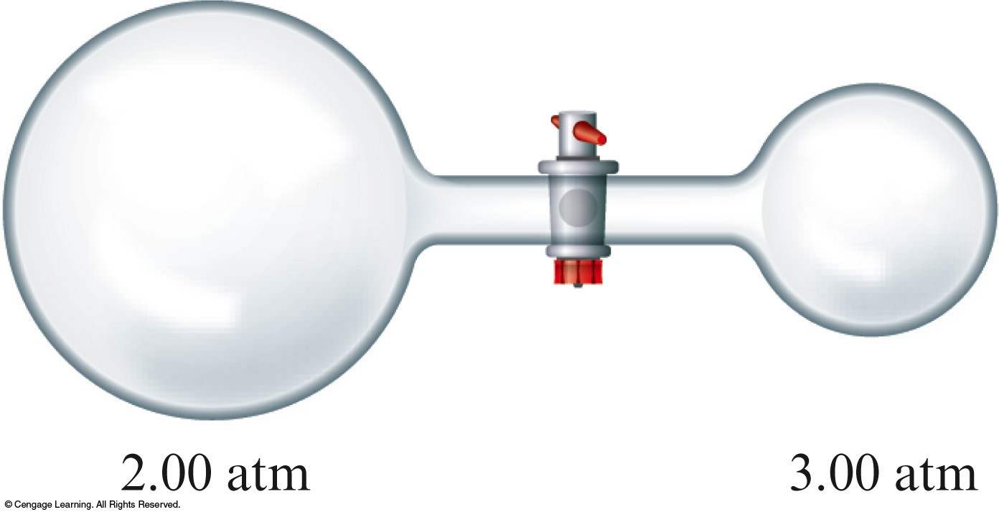 2.00 atm
3.00 atm
© Cengage Learning. All Rights Reserved.